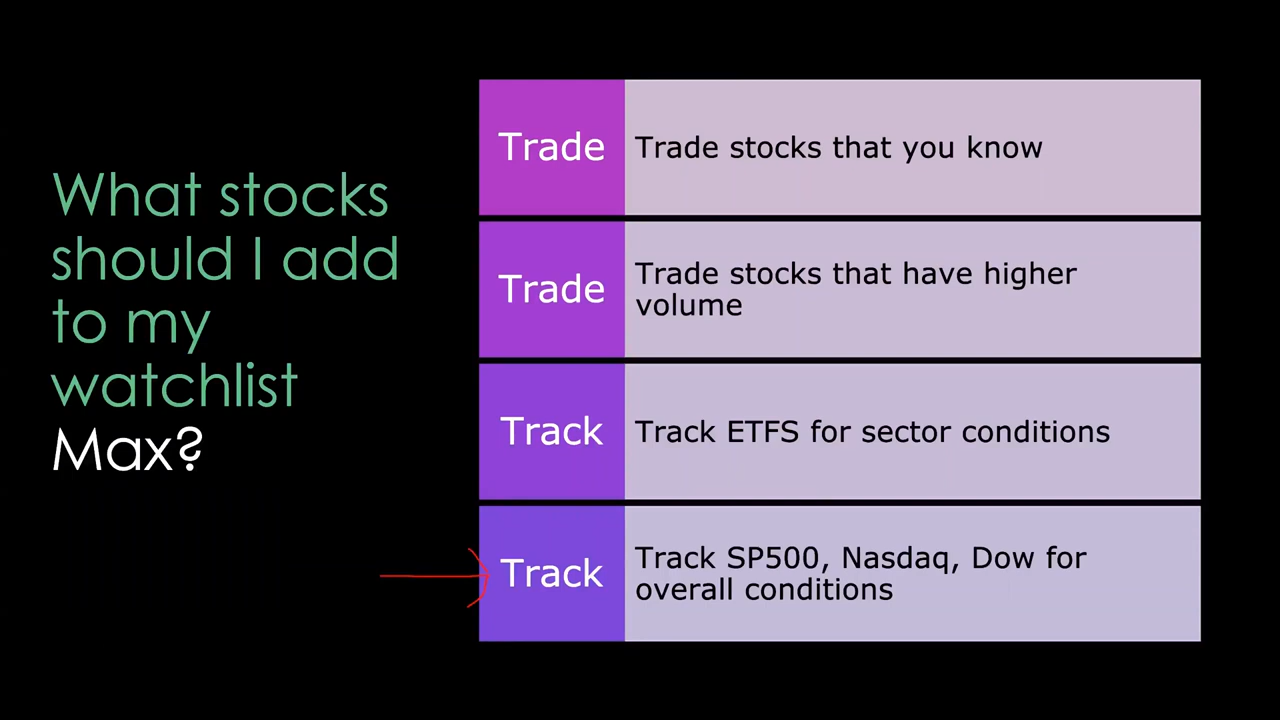 What stocks
should I add
to my
watchlist
Max?
Trade
Trade stocks that you know
Trade
Trade stocks that have higher
volume
Track
Track ETFS for sector conditions
Track
Track SP500, Nasdaq, Dow for
overall conditions